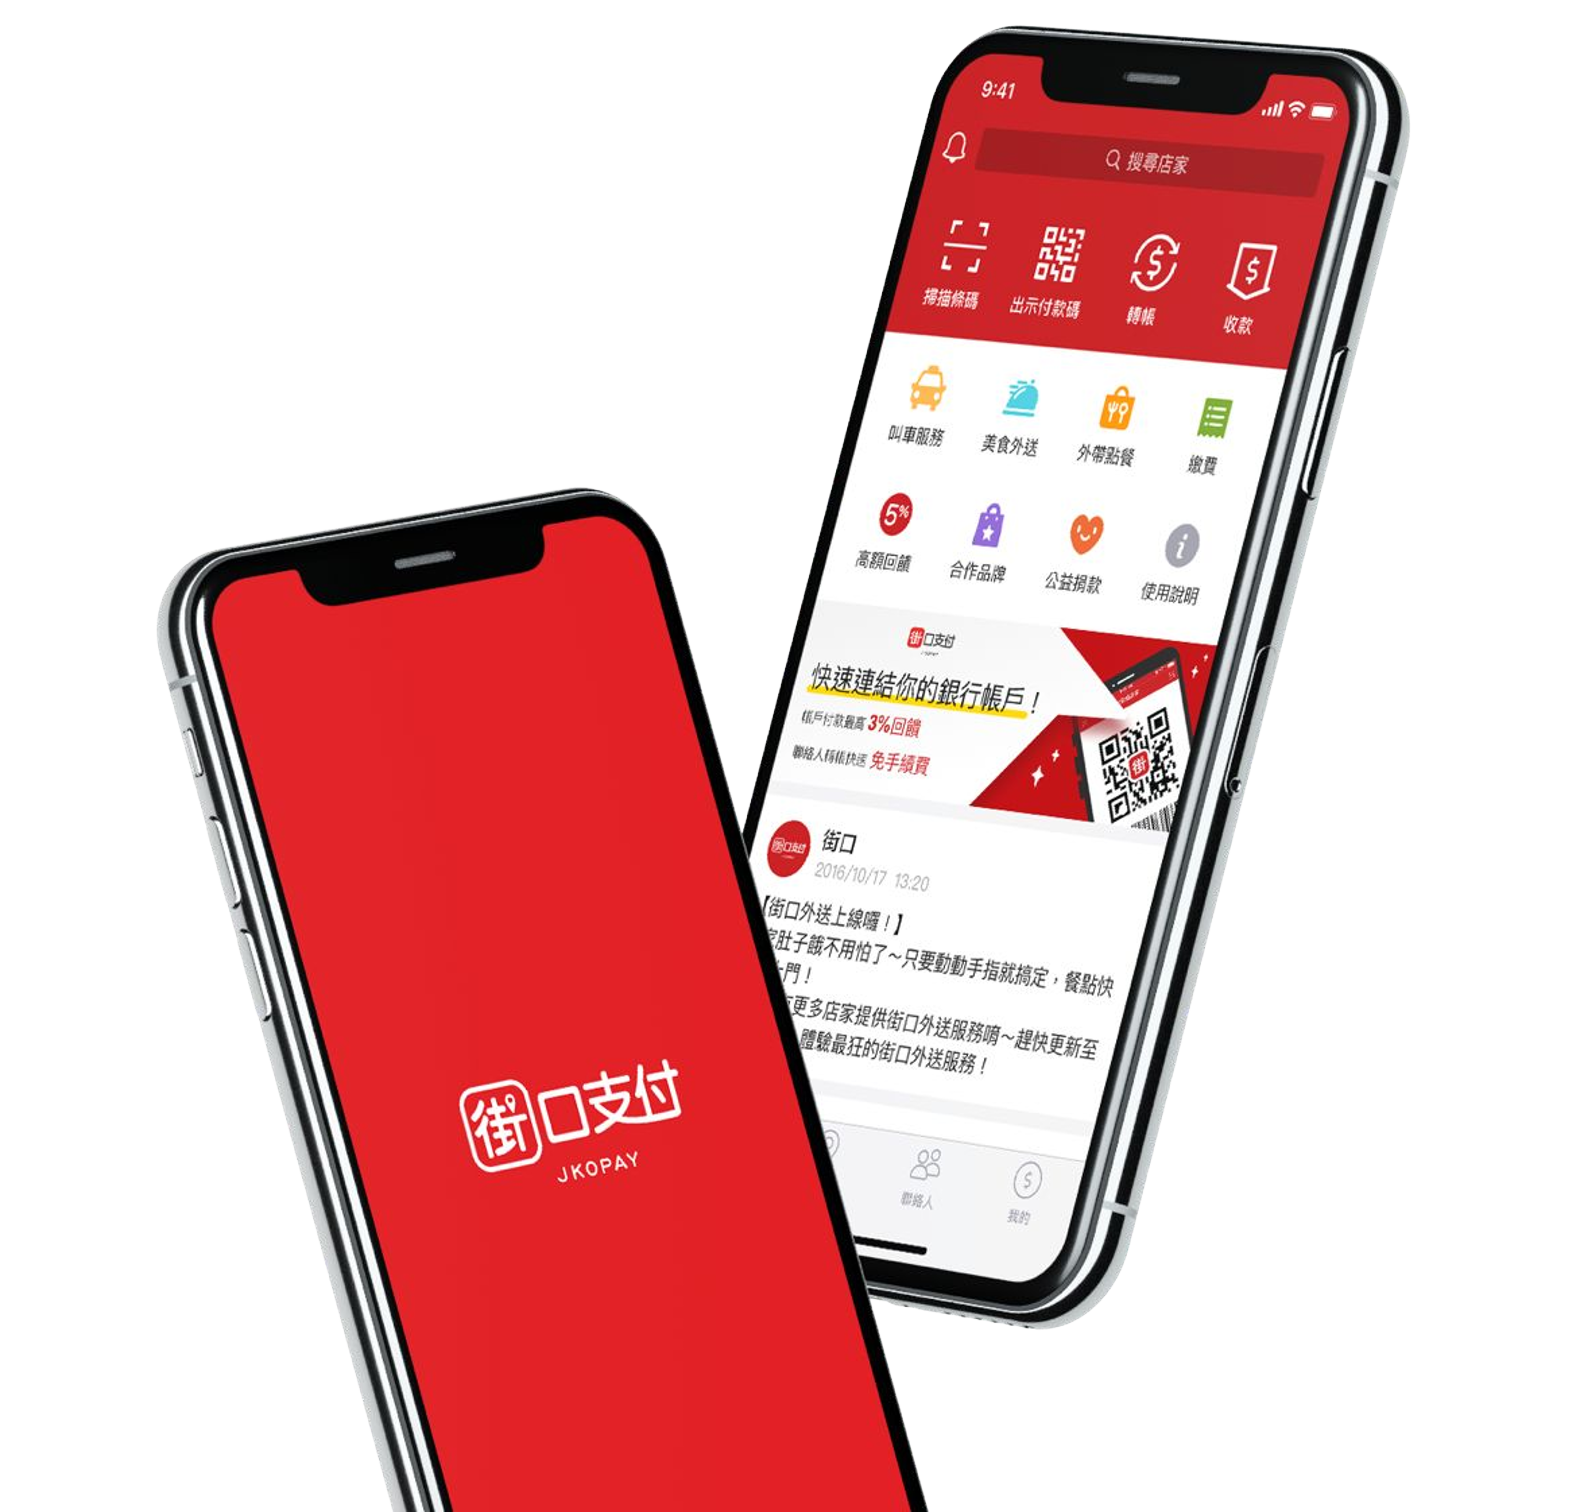 9:41
搜尋店家
掃描條碼
出示付款碼
轉帳
收款
叫車服務
美食外送
外帶點餐
繳費
5%
高額回饋
合作品牌
公益捐款
使用說明
街口支付
快速連結你的銀行帳戶！
帳戶付款最高 3%回饋
聯絡人轉帳快速 免手續費
街
街口支付
街口
2016/10/17 13:20
【街口外送上線囉！】
肚子餓不用怕了～只要動動手指就搞定，餐點快
門！
更多店家提供街口外送服務唷～趕快更新至
體驗最狂的街口外送服務！
聯絡人
我的
街口支付
JKOPAY